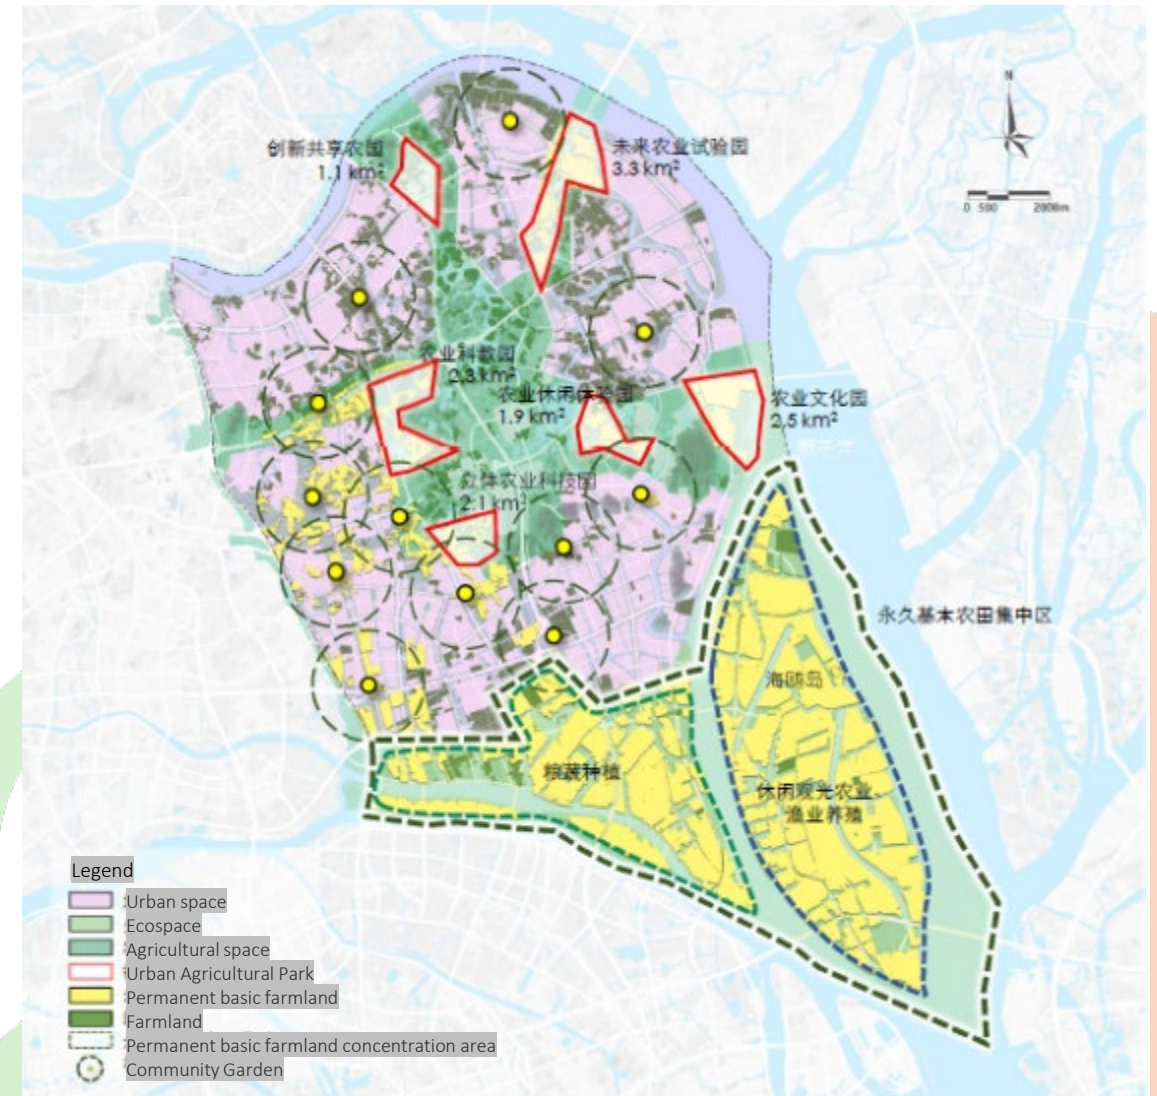 N
0 500 2000m
创新共享农园
1.1 km²
未来农业试验园
3.3 km²
农业科教园
2.3 km²
农业休闲体验园
1.9 km²
农业文化园
2.5 km²
立体农业科技园
2.1 km²
永久基本农田集中区
海鸥岛
粮蔬种植
休闲观光农业、
渔业养殖
Legend
Urban space
Ecospace
Agricultural space
Urban Agricultural Park
Permanent basic farmland
Farmland
Permanent basic farmland concentration area
Community Garden